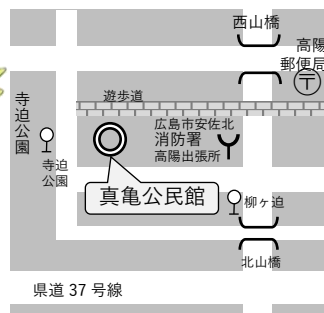 西山橋
高陽
郵便局
〒
遊歩道
寺迫公園
広島市安佐北
消防署
高陽出張所
寺迫
公園
真亀公民館
柳ヶ迫
北山橋
県道 37 号線